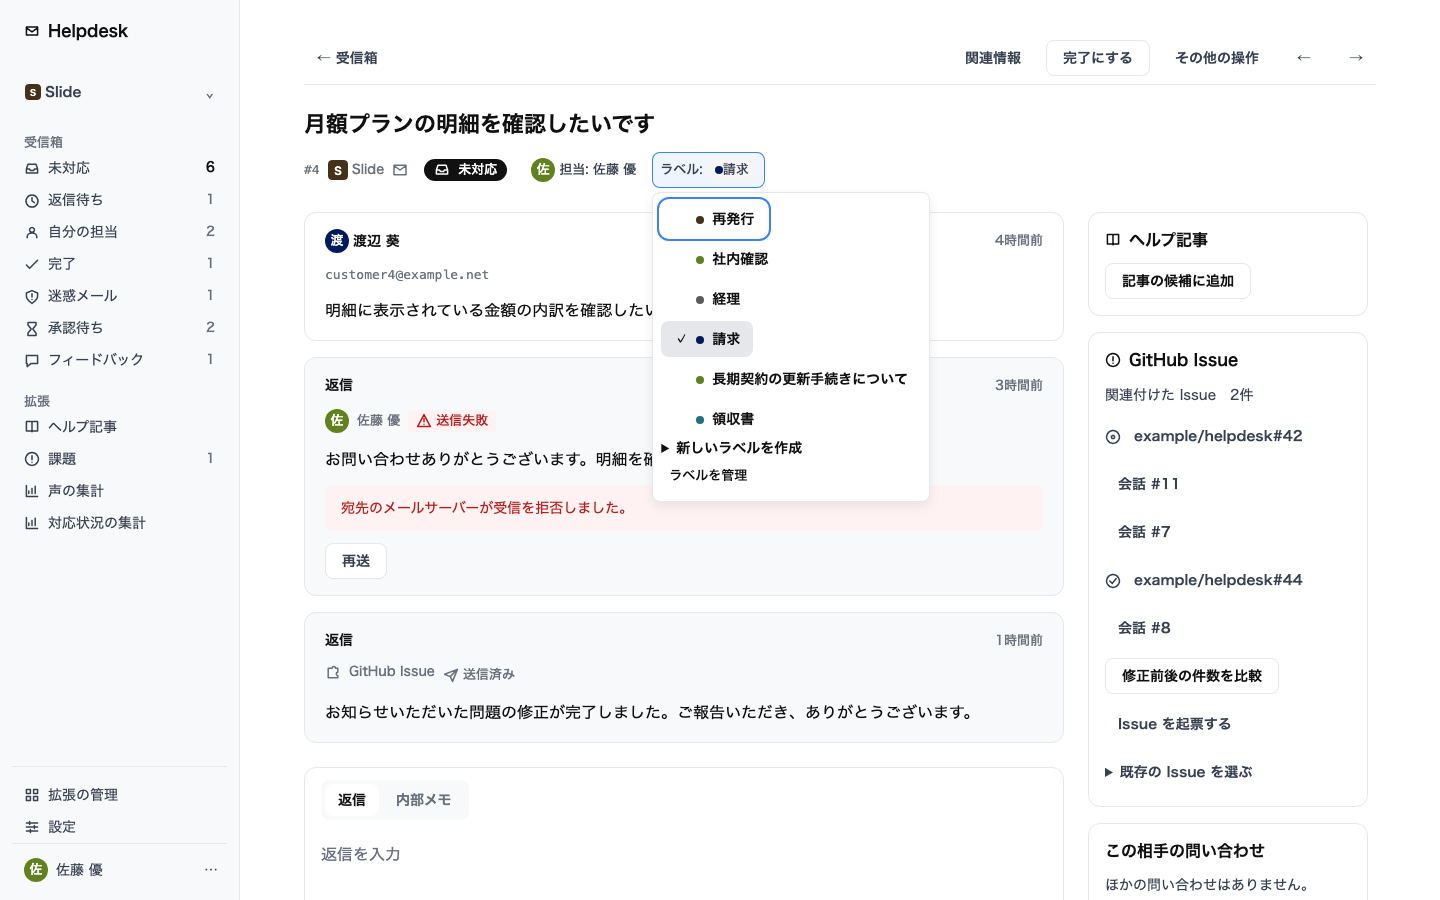 Helpdesk
S Slide
受信箱
未対応 6
返信待ち 1
自分の担当 2
完了 1
迷惑メール 1
承認待ち 2
フィードバック 1
拡張
ヘルプ記事
課題 1
声の集計
対応状況の集計
拡張の管理
設定
佐 佐藤 優 …
← 受信箱
関連情報 完了にする その他の操作 ← →
月額プランの明細を確認したいです
#4 S Slide 未対応 佐 担当: 佐藤 優 ラベル: 請求
再発行
社内確認
経理
✓ 請求
長期契約の更新手続きについて
領収書
▶ 新しいラベルを作成
ラベルを管理
渡 渡辺 葵 4時間前
customer4@example.net
明細に表示されている金額の内訳を確認したい
返信 3時間前
佐 佐藤 優 送信失敗
お問い合わせありがとうございます。明細を確
宛先のメールサーバーが受信を拒否しました。
再送
返信 1時間前
GitHub Issue 送信済み
お知らせいただいた問題の修正が完了しました。ご報告いただき、ありがとうございます。
返信 内部メモ
返信を入力
ヘルプ記事
記事の候補に追加
GitHub Issue
関連付けた Issue 2件
example/helpdesk#42
会話 #11
会話 #7
example/helpdesk#44
会話 #8
修正前後の件数を比較
Issue を起票する
▶ 既存の Issue を選ぶ
この相手の問い合わせ
ほかの問い合わせはありません。